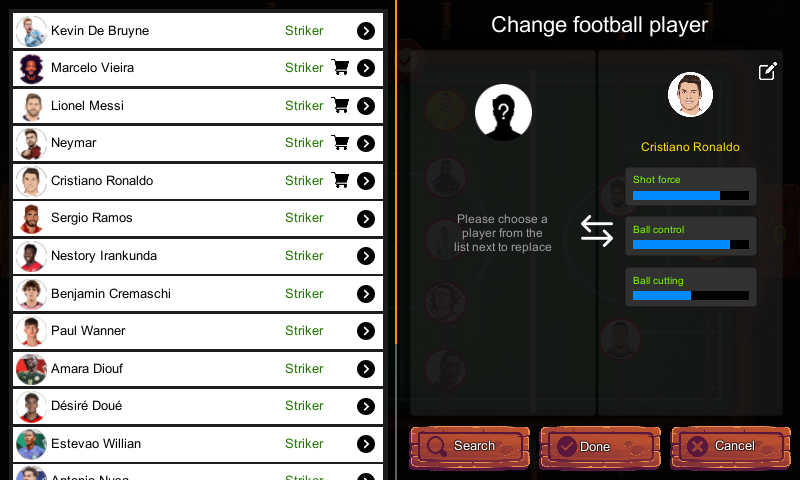 Kevin De Bruyne Striker
Marcelo Vieira Striker
Lionel Messi Striker
Neymar Striker
Cristiano Ronaldo Striker
Sergio Ramos Striker
Nestory Irankunda Striker
Benjamin Cremaschi Striker
Paul Wanner Striker
Amara Diouf Striker
Désiré Doué Striker
Estevao Willian Striker
Antonio Nusa Striker
Change football player
?
Please choose a
player from the
list next to replace
Cristiano Ronaldo
Shot force
Ball control
Ball cutting
0
Search
Done
Cancel